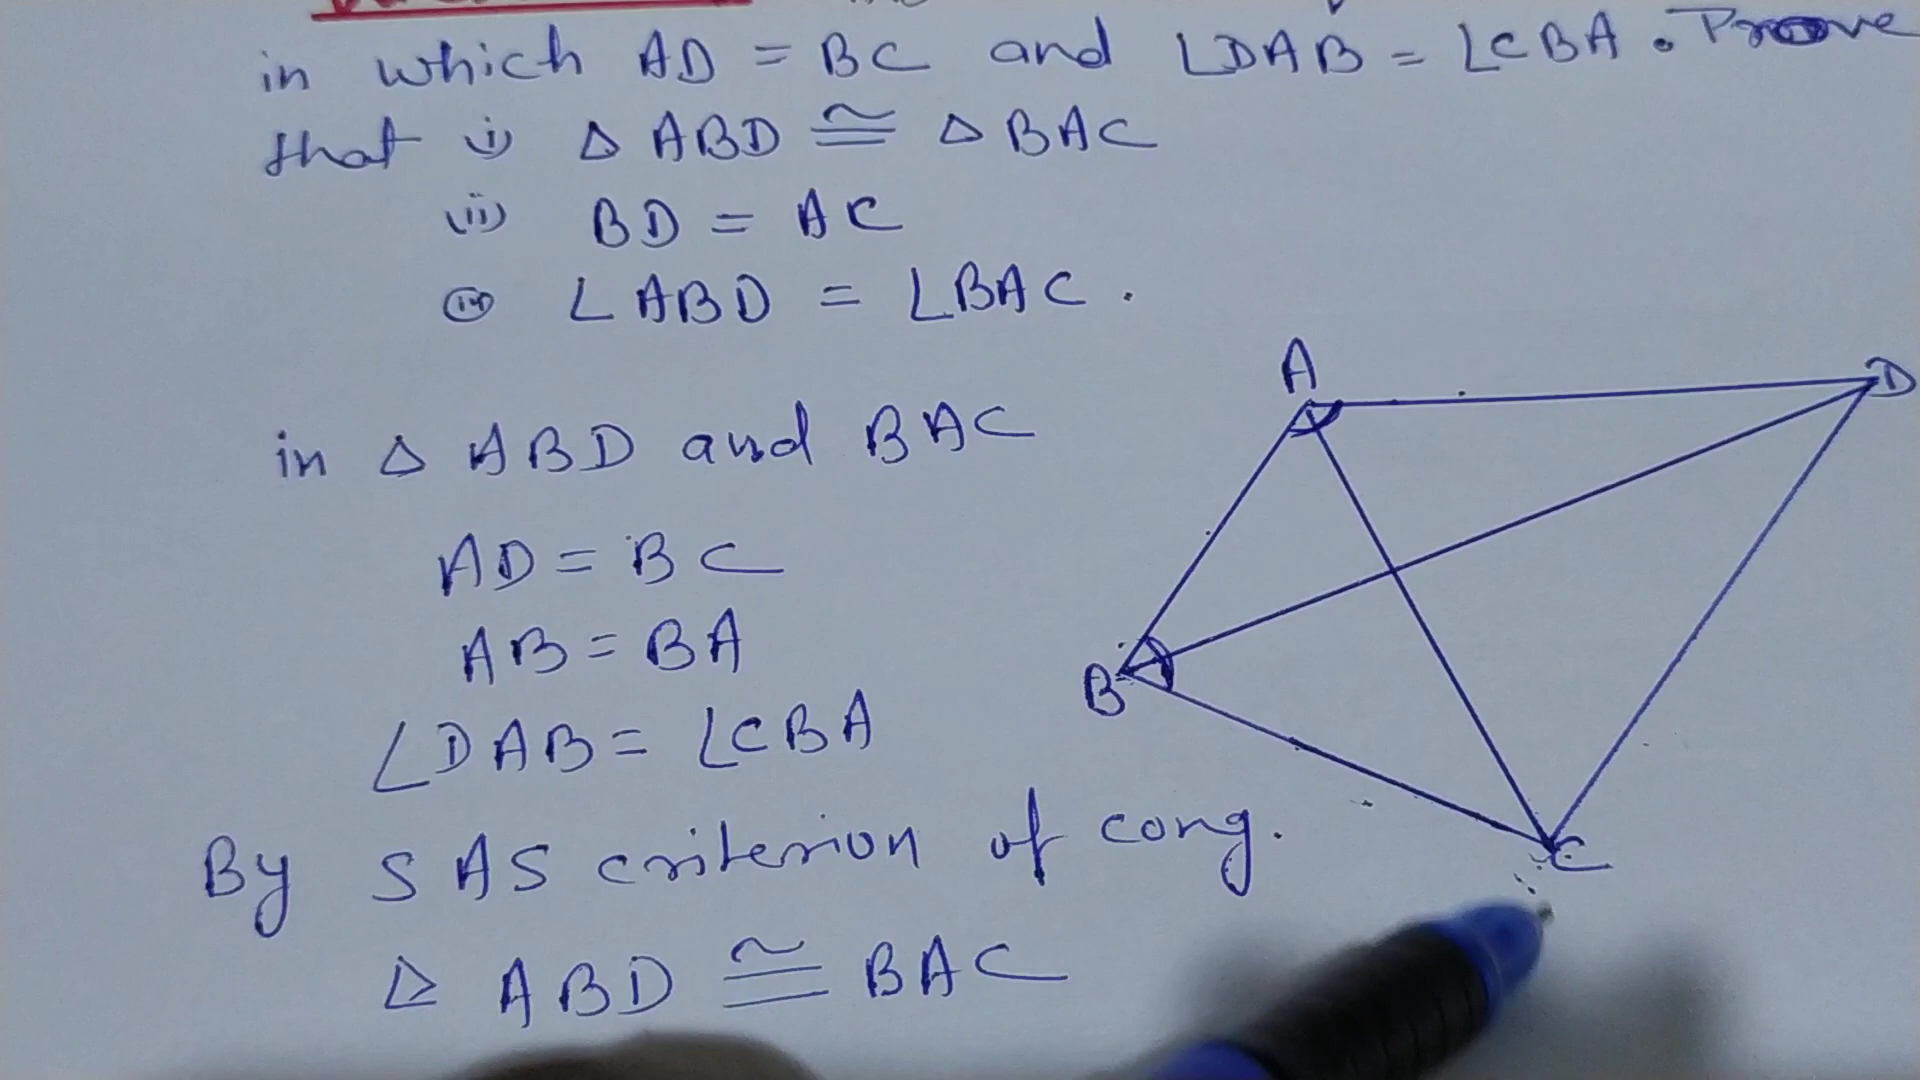 in which AD = BC and ∠DAB = ∠CBA . Prove
that (i) △ ABD ≅ △ BAC
(ii) BD = AC
(iii) ∠ABD = ∠BAC .
in △ ABD and BAC
AD = BC
AB = BA
∠DAB = ∠CBA
By SAS criterion of cong.
△ ABD ≅ BAC
A
D
B
C